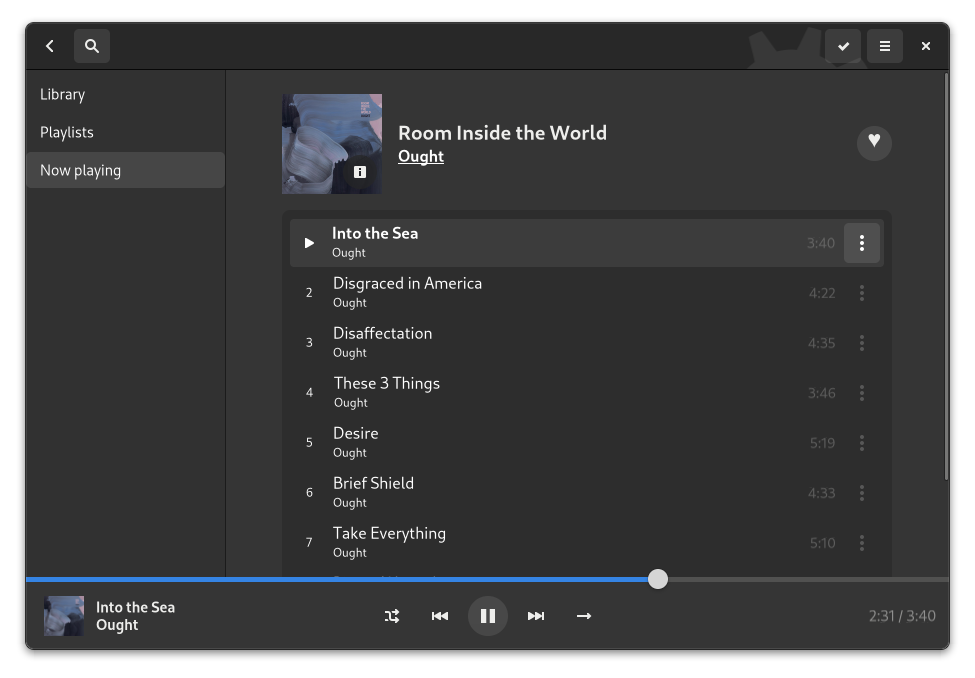 Library
Playlists
Now playing
Room Inside the World
Ought
Into the Sea
Ought
3:40
2
Disgraced in America
Ought
4:22
3
Disaffectation
Ought
4:35
4
These 3 Things
Ought
3:46
5
Desire
Ought
5:19
6
Brief Shield
Ought
4:33
7
Take Everything
Ought
5:10
Into the Sea
Ought
2:31 / 3:40